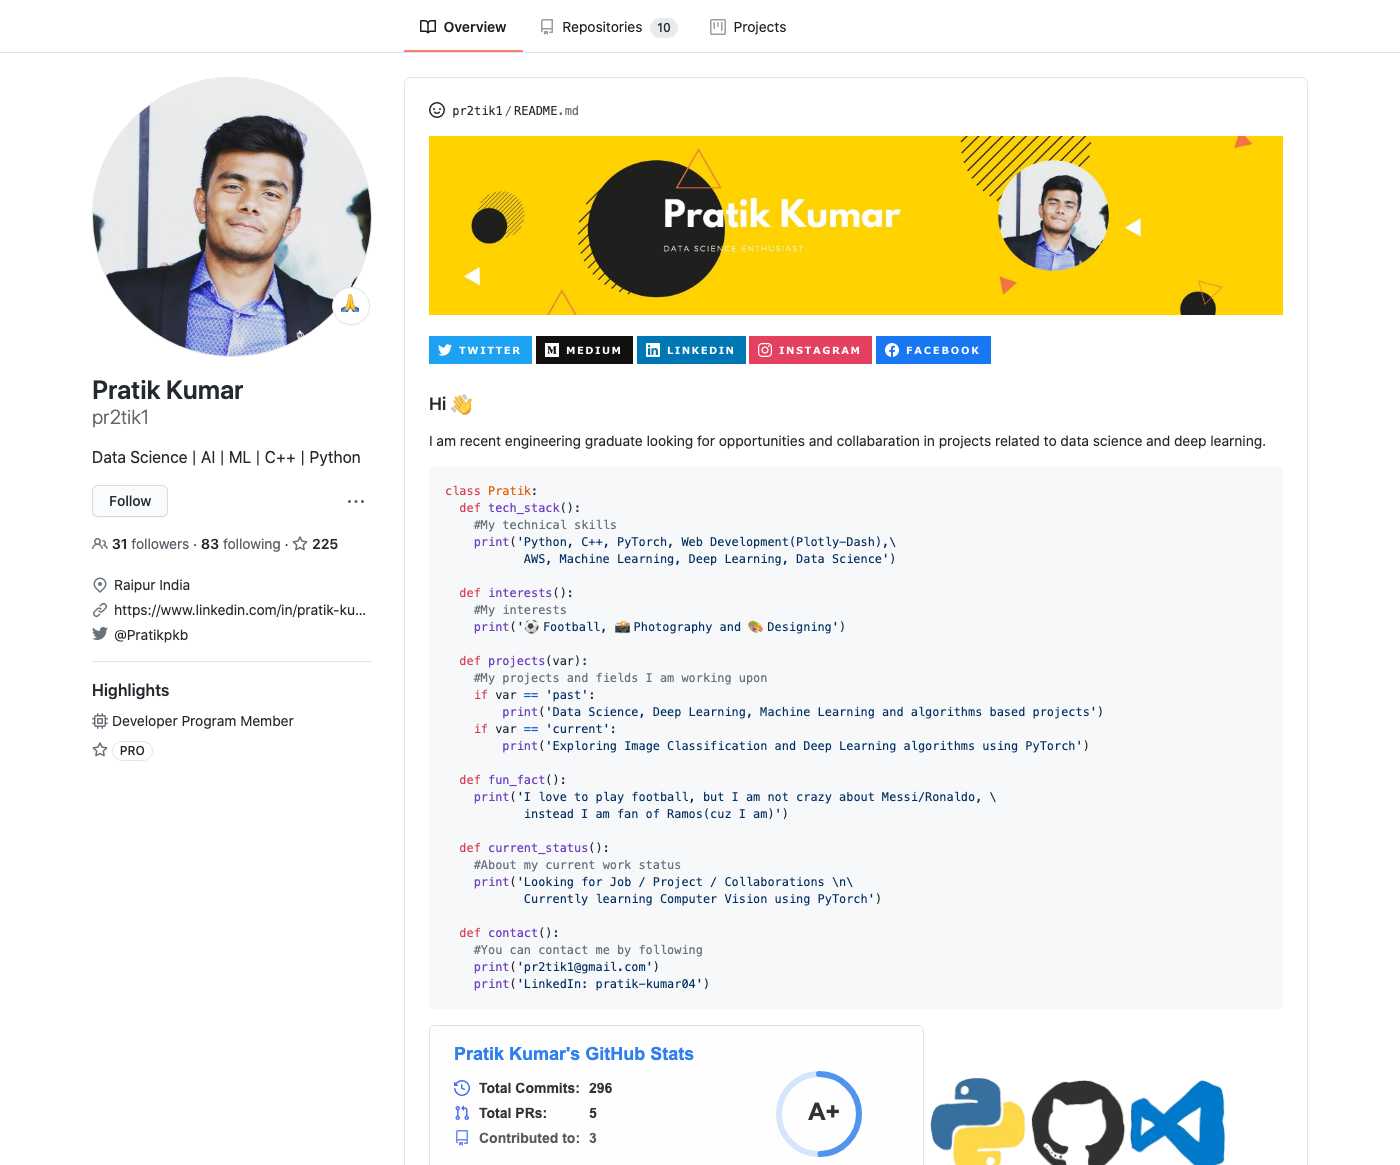 Overview
Repositories 10
Projects
pr2tik1/README.md
Pratik Kumar
DATA SCIENCE ENTHUSIAST
TWITTER
MEDIUM
LINKEDIN
INSTAGRAM
FACEBOOK
Pratik Kumar
pr2tik1
Data Science | AI | ML | C++ | Python
Follow
31 followers · 83 following · 225
Raipur India
https://www.linkedin.com/in/pratik-ku...
@Pratikpkb
Highlights
Developer Program Member
PRO
Hi 👋
I am recent engineering graduate looking for opportunities and collabaration in projects related to data science and deep learning.
class Pratik:
  def tech_stack():
    #My technical skills
    print('Python, C++, PyTorch, Web Development(Plotly-Dash),\
           AWS, Machine Learning, Deep Learning, Data Science')
  def interests():
    #My interests
    print('⚽ Football, 📸 Photography and 🎨 Designing')
  def projects(var):
    #My projects and fields I am working upon
    if var == 'past':
        print('Data Science, Deep Learning, Machine Learning and algorithms based projects')
    if var == 'current':
        print('Exploring Image Classification and Deep Learning algorithms using PyTorch')
  def fun_fact():
    print('I love to play football, but I am not crazy about Messi/Ronaldo, \
           instead I am fan of Ramos(cuz I am)')
  def current_status():
    #About my current work status
    print('Looking for Job / Project / Collaborations \n\
           Currently learning Computer Vision using PyTorch')
  def contact():
    #You can contact me by following
    print('pr2tik1@gmail.com')
    print('LinkedIn: pratik-kumar04')
Pratik Kumar's GitHub Stats
Total Commits: 296
Total PRs: 5
Contributed to: 3
A+